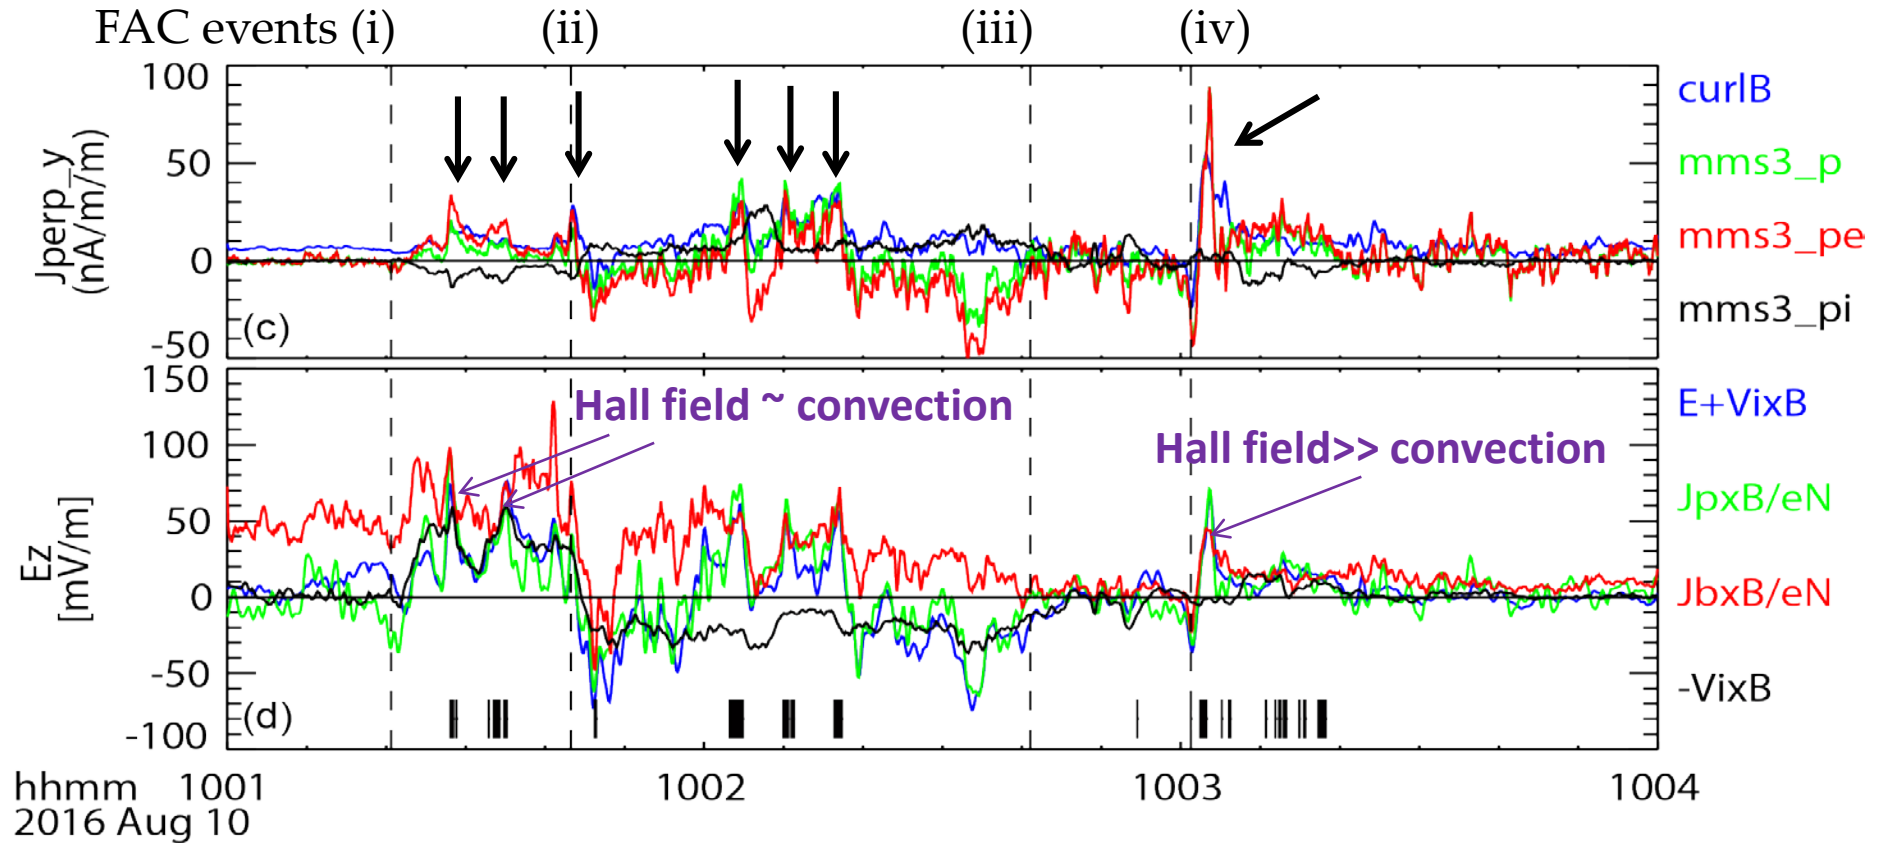 FAC events (i) (ii) (iii) (iv)
100
50
0
-50
Jperp_y
(nA/m/m)
(c)
curlB
mms3_p
mms3_pe
mms3_pi
150
100
50
0
-50
-100
Ez
[mV/m]
(d)
Hall field ~ convection
Hall field>> convection
E+VixB
JpxB/eN
JbxB/eN
-VixB
hhmm 1001 1002 1003 1004
2016 Aug 10